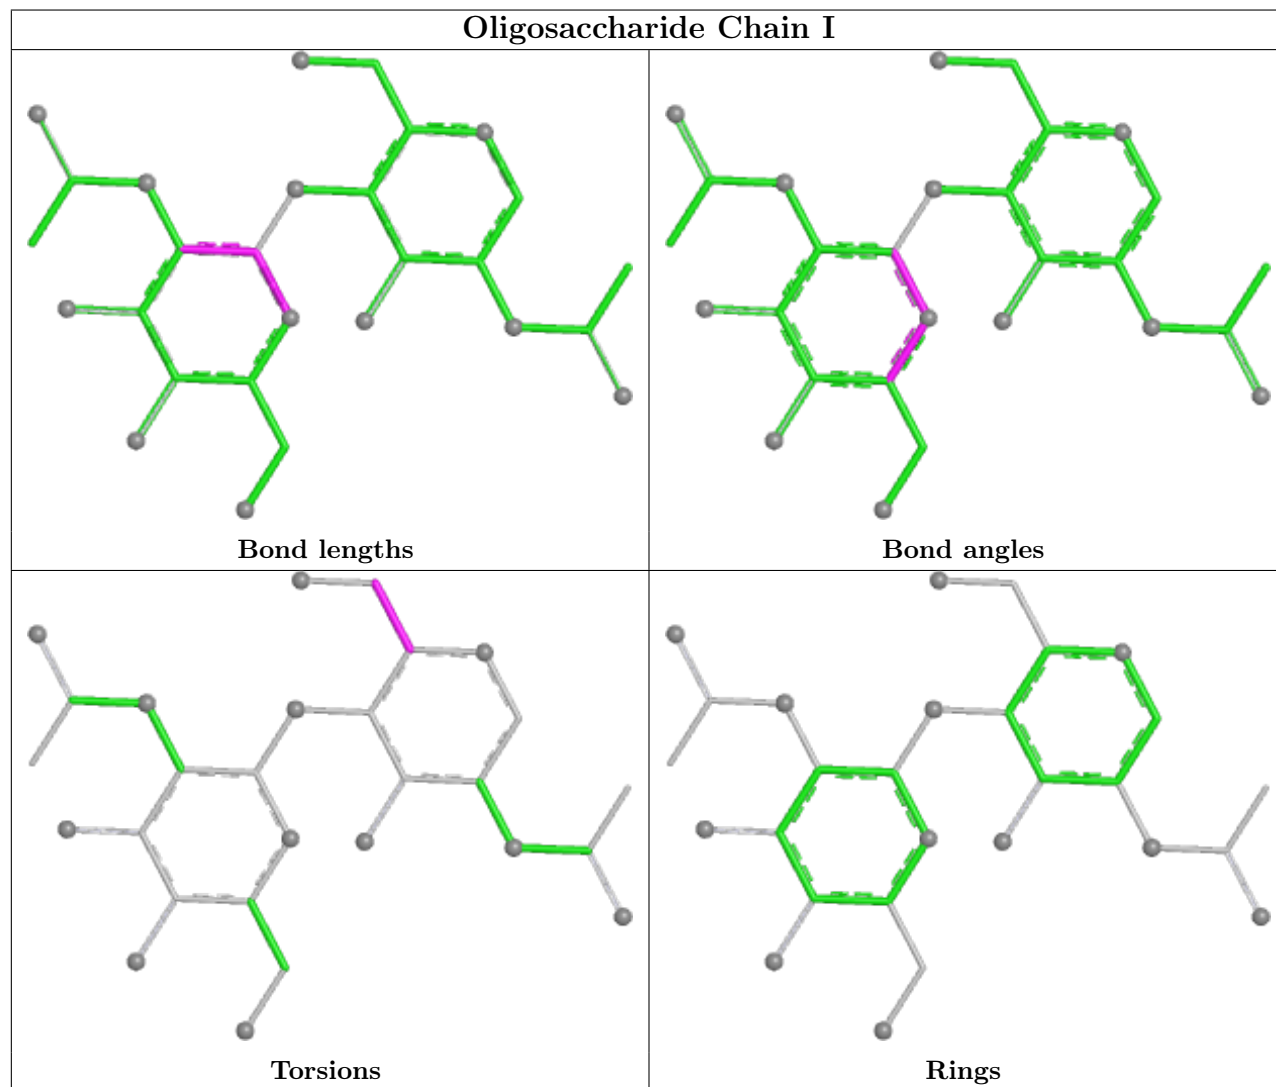 Oligosaccharide Chain I
Bond lengths
Bond angles
Torsions
Rings